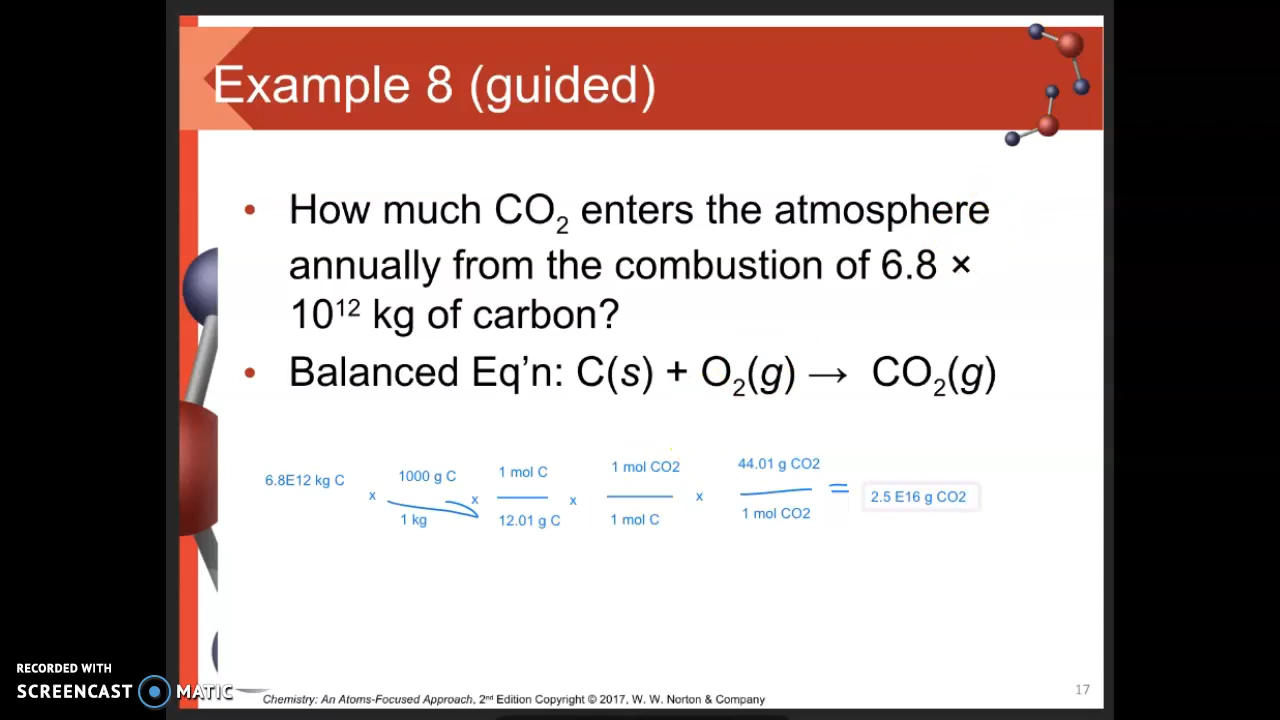 Example 8 (guided)
• How much CO₂ enters the atmosphere
annually from the combustion of 6.8 ×
10¹² kg of carbon?
• Balanced Eq’n: C(s) + O₂(g) → CO₂(g)
6.8E12 kg C x 1000 g C x 1 mol C x 1 mol CO2 x 44.01 g CO2 = 2.5 E16 g CO2
1 kg 12.01 g C 1 mol C 1 mol CO2
RECORDED WITH
SCREENCAST MATIC
Chemistry: An Atoms-Focused Approach, 2nd Edition Copyright © 2017, W. W. Norton & Company
17